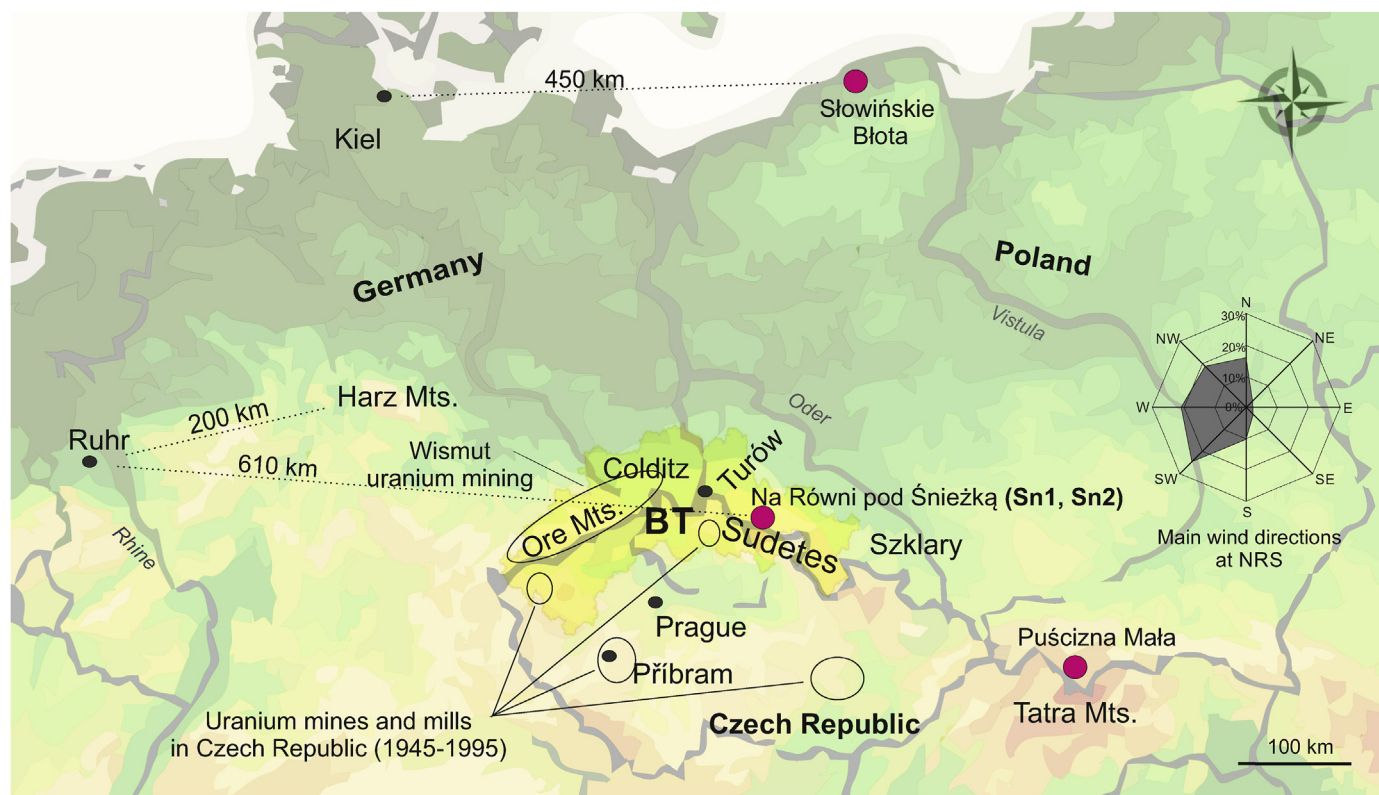 450 km
Kiel
Słowińskie
Błota
Germany
Poland
Vistula
N
30%
NW
NE
20%
10%
W
0%
E
SW
SE
S
Main wind directions
at NRS
Harz Mts.
200 km
Ruhr
610 km
Oder
Wismut
uranium mining
Colditz
Turów
Na Równi pod Śnieżką (Sn1, Sn2)
Ore Mts.
BT
Sudetes
Szklary
Rhine
Prague
Příbram
Puścizna Mała
Tatra Mts.
Uranium mines and mills
in Czech Republic (1945-1995)
Czech Republic
100 km